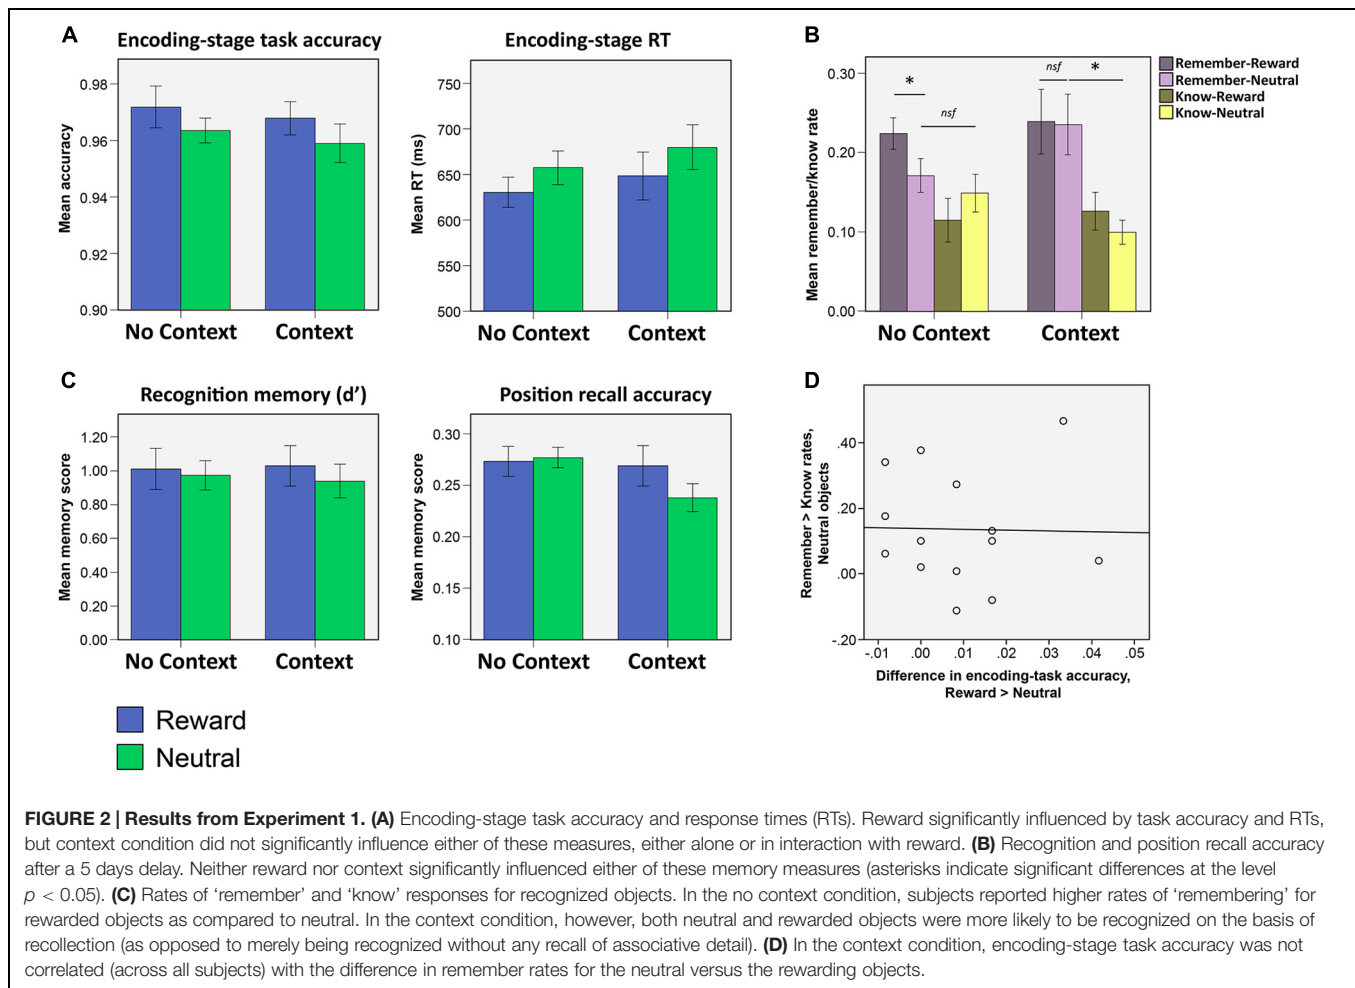 A
Encoding-stage task accuracy
Mean accuracy
0.98
0.96
0.94
0.92
0.90
No Context
Context
Encoding-stage RT
Mean RT (ms)
750
700
650
600
550
500
No Context
Context
B
Mean remember/know rate
0.30
0.20
0.10
0.00
*
nsf
nsf
*
No Context
Context
Remember-Reward
Remember-Neutral
Know-Reward
Know-Neutral
C
Recognition memory (d’)
Mean memory score
1.20
1.00
0.80
0.60
0.40
0.20
0.00
No Context
Context
Position recall accuracy
Mean memory score
0.30
0.25
0.20
0.15
0.10
No Context
Context
D
Remember > Know rates,
Neutral objects
.40
.20
.00
-.20
-.01
.00
.01
.02
.03
.04
.05
Difference in encoding-task accuracy,
Reward > Neutral
Reward
Neutral
FIGURE 2 | Results from Experiment 1. (A) Encoding-stage task accuracy and response times (RTs). Reward significantly influenced by task accuracy and RTs,
but context condition did not significantly influence either of these measures, either alone or in interaction with reward. (B) Recognition and position recall accuracy
after a 5 days delay. Neither reward nor context significantly influenced either of these memory measures (asterisks indicate significant differences at the level
p < 0.05). (C) Rates of ‘remember’ and ‘know’ responses for recognized objects. In the no context condition, subjects reported higher rates of ‘remembering’ for
rewarded objects as compared to neutral. In the context condition, however, both neutral and rewarded objects were more likely to be recognized on the basis of
recollection (as opposed to merely being recognized without any recall of associative detail). (D) In the context condition, encoding-stage task accuracy was not
correlated (across all subjects) with the difference in remember rates for the neutral versus the rewarding objects.